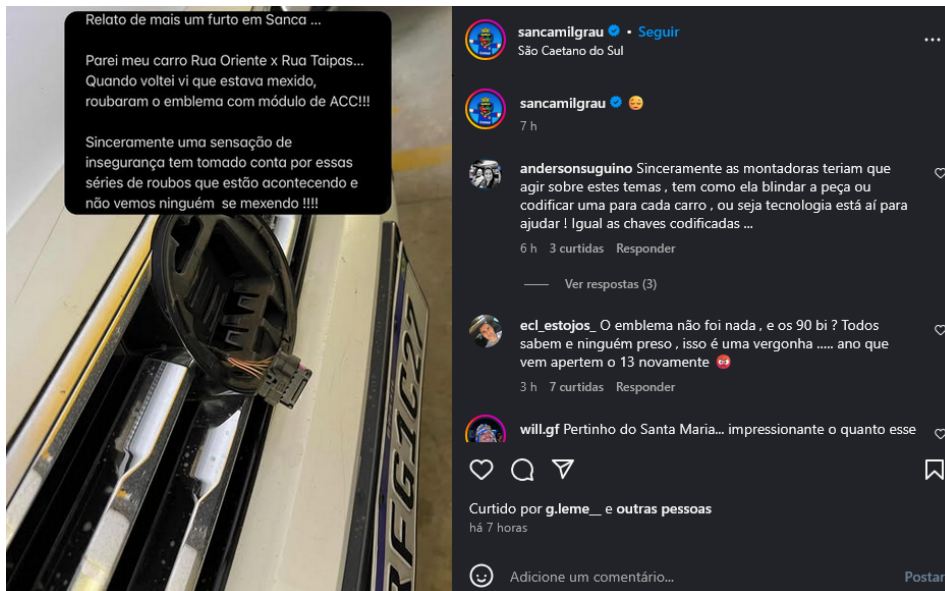 Relato de mais um furto em Sanca ...
Parei meu carro Rua Oriente x Rua Taipas...
Quando voltei vi que estava mexido,
roubaram o emblema com módulo de ACC!!!
Sinceramente uma sensação de
insegurança tem tomado conta por essas
séries de roubos que estão acontecendo e
não vemos ninguém se mexendo !!!!
RFG1C27
sancamilgrau • Seguir
São Caetano do Sul
sancamilgrau 😔
7 h
andersonsuguino Sinceramente as montadoras teriam que
agir sobre estes temas , tem como ela blindar a peça ou
codificar uma para cada carro , ou seja tecnologia está aí para
ajudar ! Igual as chaves codificadas ...
6 h 3 curtidas Responder
Ver respostas (3)
ecl_estojos_ O emblema não foi nada , e os 90 bi ? Todos
sabem e ninguém preso , isso é uma vergonha ..... ano que
vem apertem o 13 novamente 😡
3 h 7 curtidas Responder
will.gf Pertinho do Santa Maria... impressionante o quanto esse
Curtido por g.leme__ e outras pessoas
há 7 horas
Adicione um comentário...
Postar